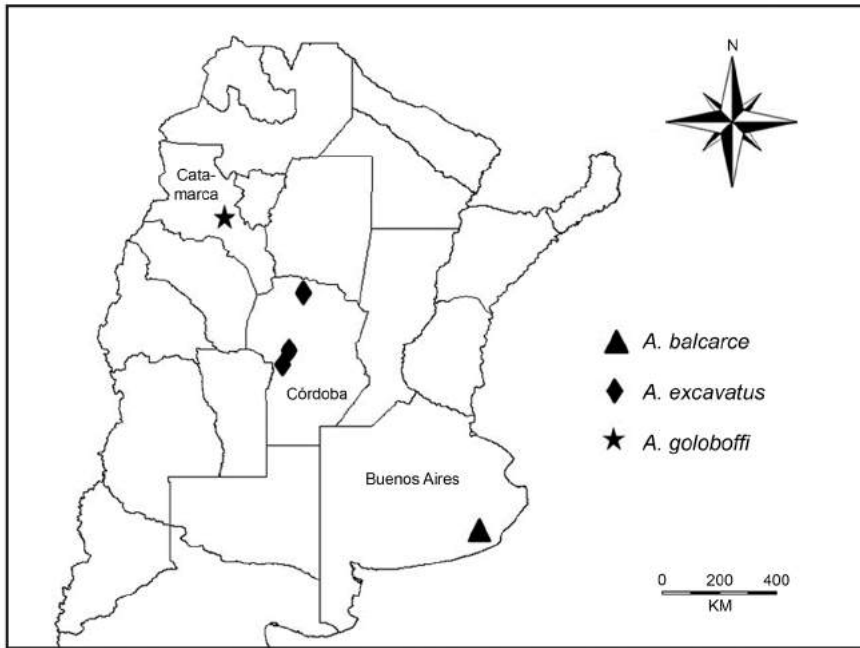 N
Cata-
marca
A. balcarce
A. excavatus
Córdoba
A. goloboffi
Buenos Aires
0 200 400
KM